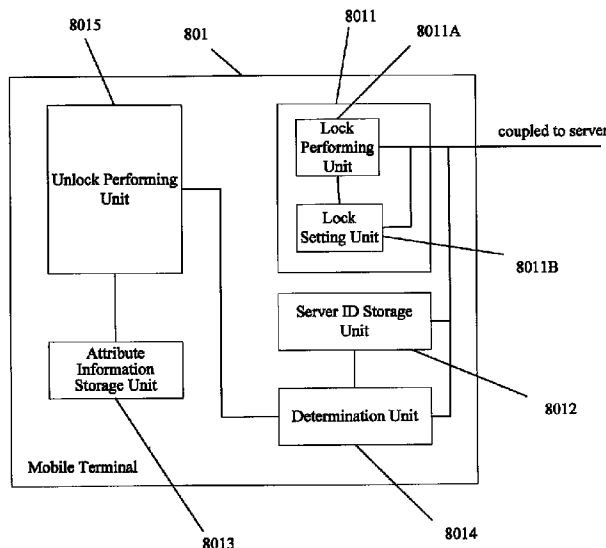 8015
801
8011
8011A
Lock
Performing
Unit
coupled to server
Unlock Performing
Unit
Lock
Setting Unit
8011B
Server ID Storage
Unit
Attribute
Information
Storage Unit
Determination Unit
8012
Mobile Terminal
8013
8014